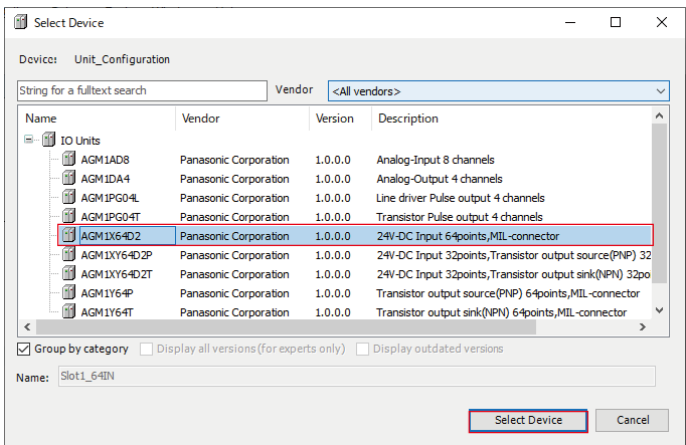 Select Device
Device: Unit_Configuration
String for a fulltext search Vendor <All vendors>
Name Vendor Version Description
IO Units
AGM1AD8 Panasonic Corporation 1.0.0.0 Analog-Input 8 channels
AGM1DA4 Panasonic Corporation 1.0.0.0 Analog-Output 4 channels
AGM1PG04L Panasonic Corporation 1.0.0.0 Line driver Pulse output 4 channels
AGM1PG04T Panasonic Corporation 1.0.0.0 Transistor Pulse output 4 channels
AGM1X64D2 Panasonic Corporation 1.0.0.0 24V-DC Input 64points,MIL-connector
AGM1XY64D2P Panasonic Corporation 1.0.0.0 24V-DC Input 32points,Transistor output source(PNP) 32
AGM1XY64D2T Panasonic Corporation 1.0.0.0 24V-DC Input 32points,Transistor output sink(NPN) 32po
AGM1Y64P Panasonic Corporation 1.0.0.0 Transistor output source(PNP) 64points,MIL-connector
AGM1Y64T Panasonic Corporation 1.0.0.0 Transistor output sink(NPN) 64points,MIL-connector
Group by category Display all versions(for experts only) Display outdated versions
Name: Slot1_64IN
Select Device Cancel